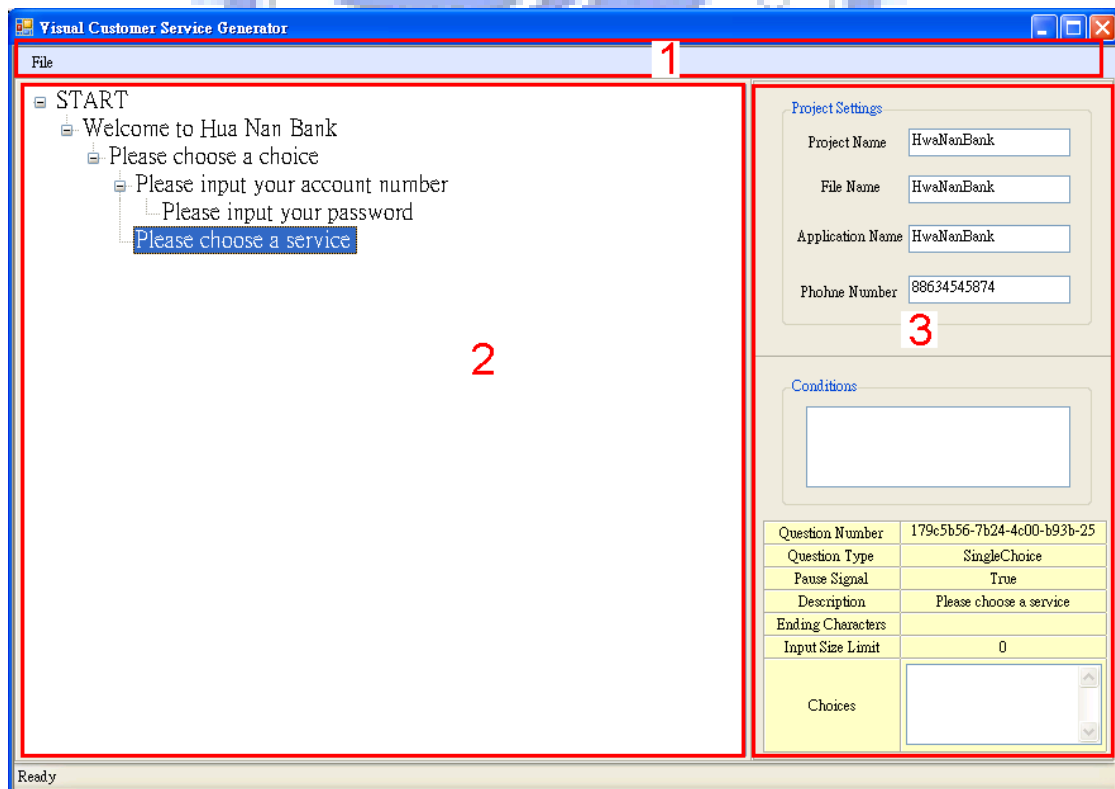 Visual Customer Service Generator
File
1
START
Welcome to Hua Nan Bank
Please choose a choice
Please input your account number
Please input your password
Please choose a service
2
Project Settings
Project Name HwaNanBank
File Name HwaNanBank
Application Name HwaNanBank
Phohne Number 88634545874
3
Conditions
Question Number 179c5b56-7b24-4c00-b93b-25
Question Type SingleChoice
Pause Signal True
Description Please choose a service
Ending Characters
Input Size Limit 0
Choices
Ready